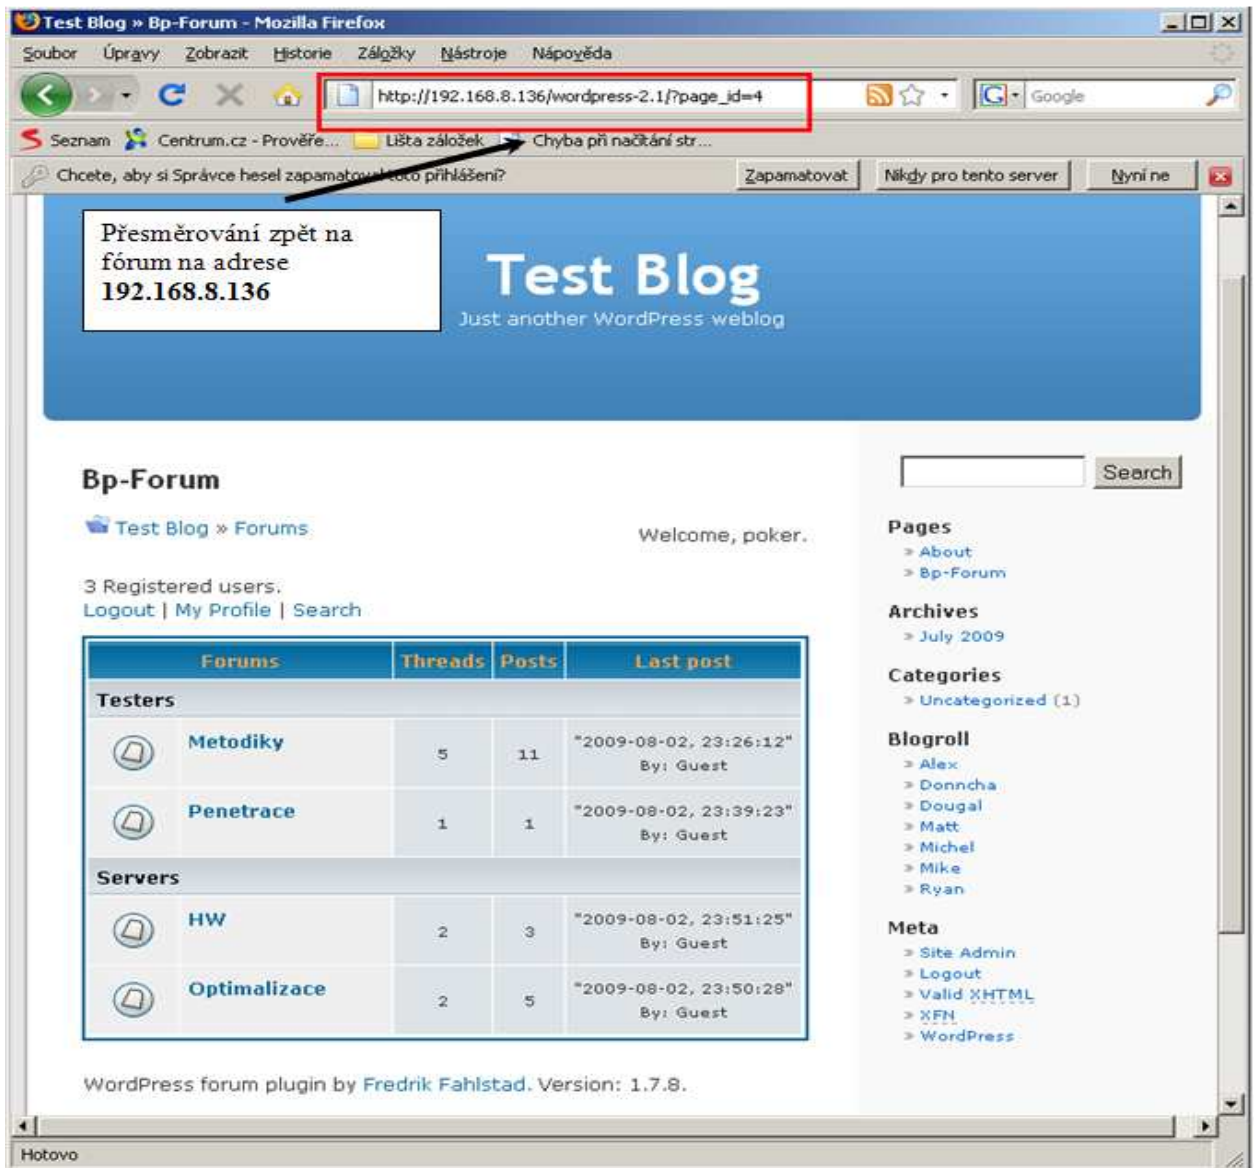 Test Blog » Bp-Forum - Mozilla Firefox
Soubor Úpravy Zobrazit Historie Záložky Nástroje Nápověda
http://192.168.8.136/wordpress-2.1/?page_id=4
Google
Seznam Centrum.cz - Prověře... Lišta záložek Chyba při načítání str...
Chcete, aby si Správce hesel zapamatoval toto přihlášení? Zapamatovat Nikdy pro tento server Nyní ne
Přesměrování zpět na
fórum na adrese
192.168.8.136
Test Blog
Just another WordPress weblog
Bp-Forum
Test Blog » Forums
Welcome, poker.
3 Registered users.
Logout | My Profile | Search
Forums Threads Posts Last post
Testers
Metodiky 5 11 "2009-08-02, 23:26:12"
By: Guest
Penetrace 1 1 "2009-08-02, 23:39:23"
By: Guest
Servers
HW 2 3 "2009-08-02, 23:51:25"
By: Guest
Optimalizace 2 5 "2009-08-02, 23:50:28"
By: Guest
WordPress forum plugin by Fredrik Fahlstad. Version: 1.7.8.
Search
Pages
» About
» Bp-Forum
Archives
» July 2009
Categories
» Uncategorized (1)
Blogroll
» Alex
» Donncha
» Dougal
» Matt
» Michel
» Mike
» Ryan
Meta
» Site Admin
» Logout
» Valid XHTML
» XFN
» WordPress
Hotovo